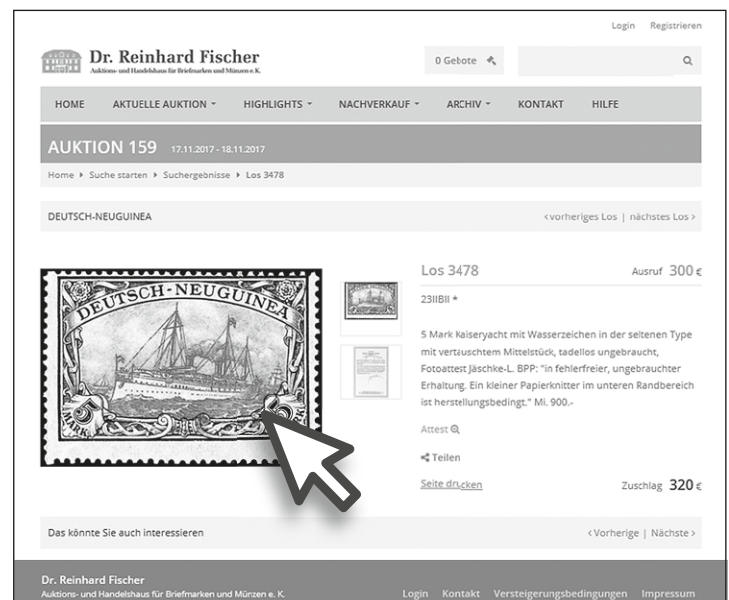 Login Registrieren
Dr. Reinhard Fischer
Auktions- und Handelshaus für Briefmarken und Münzen e. K.
0 Gebote
HOME AKTUELLE AUKTION HIGHLIGHTS NACHVERKAUF ARCHIV KONTAKT HILFE
AUKTION 159 17.11.2017 - 18.11.2017
Home Suche starten Suchergebnisse Los 3478
DEUTSCH-NEUGUINEA
‹ vorheriges Los | nächstes Los ›
DEUTSCH-NEUGUINEA
5 MARK
Los 3478
Ausruf 300 €
23IIBII *
5 Mark Kaiseryacht mit Wasserzeichen in der seltenen Type
mit vertauschtem Mittelstück, tadellos ungebraucht,
Fotoattest Jäschke-L. BPP: "in fehlerfreier, ungebrauchter
Erhaltung. Ein kleiner Papierknitter im unteren Randbereich
ist herstellungsbedingt." Mi. 900.-
Attest
Teilen
Seite drucken
Zuschlag 320 €
Das könnte Sie auch interessieren
‹ Vorherige | Nächste ›
Dr. Reinhard Fischer
Auktions- und Handelshaus für Briefmarken und Münzen e. K.
Login Kontakt Versteigerungsbedingungen Impressum